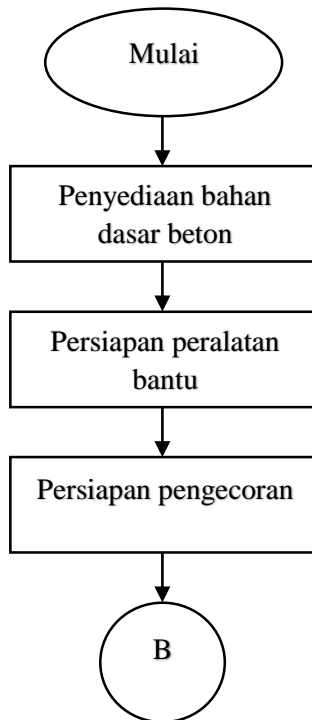 Mulai
Penyediaan bahan
dasar beton
Persiapan peralatan
bantu
Persiapan pengecoran
B